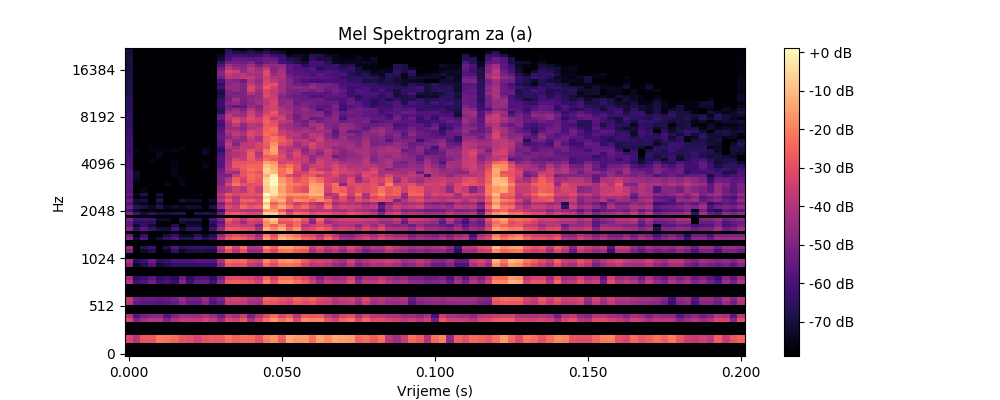 Mel Spektrogram za (a)
Hz
16384
8192
4096
2048
1024
512
0
0.000 0.050 0.100 0.150 0.200
Vrijeme (s)
+0 dB
-10 dB
-20 dB
-30 dB
-40 dB
-50 dB
-60 dB
-70 dB